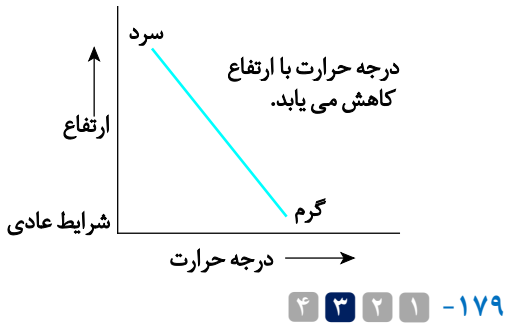 سرد
درجه حرارت با ارتفاع
کاهش می یابد.
ارتفاع
گرم
شرایط عادی
درجه حرارت
۱۷۹- ۱ ۲ ۳ ۴